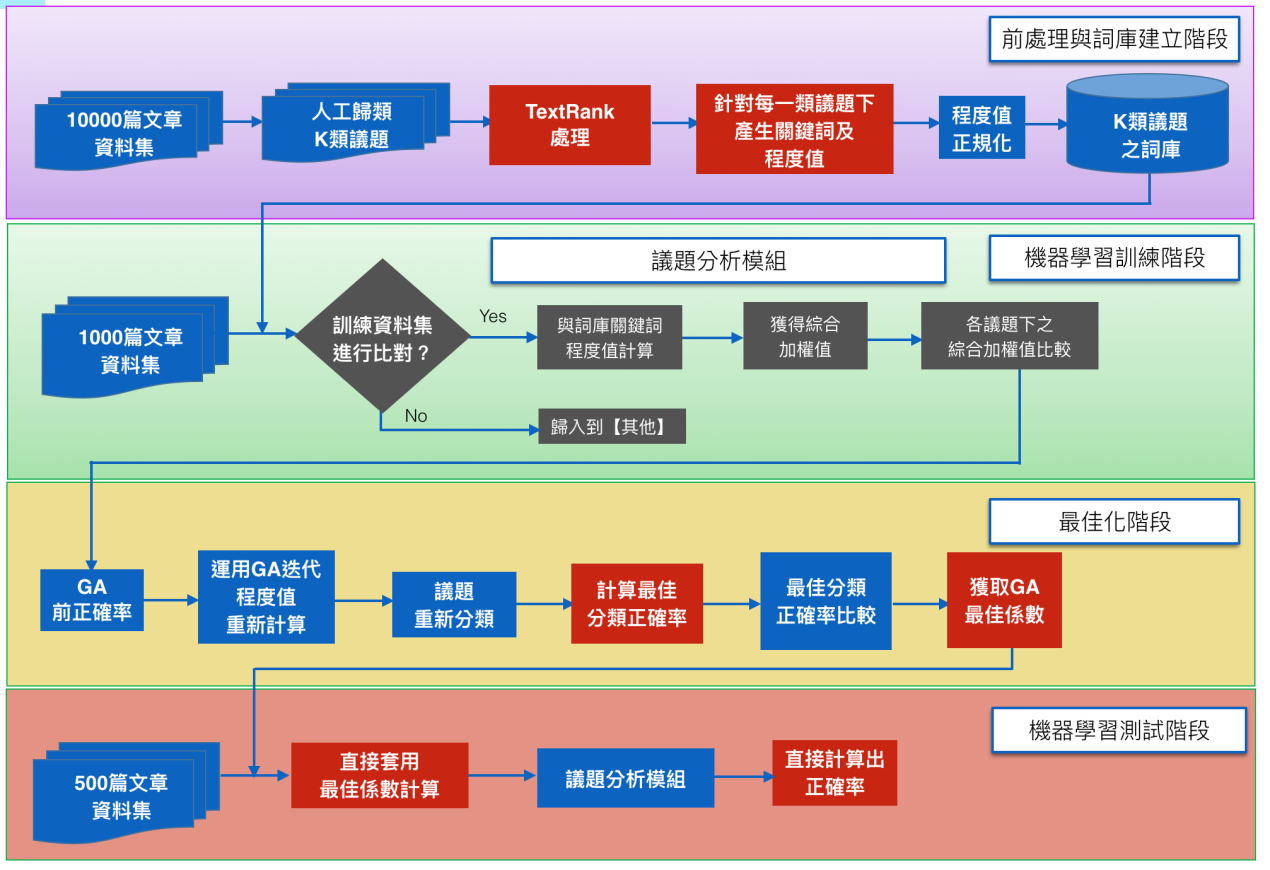 前處理與詞庫建立階段
10000篇文章
資料集
人工歸類
K類議題
TextRank
處理
針對每一類議題下
產生關鍵詞及
程度值
程度值
正規化
K類議題
之詞庫
議題分析模組
機器學習訓練階段
1000篇文章
資料集
訓練資料集
進行比對？
Yes
與詞庫關鍵詞
程度值計算
獲得綜合
加權值
各議題下之
綜合加權值比較
No
歸入到【其他】
最佳化階段
GA
前正確率
運用GA迭代
程度值
重新計算
議題
重新分類
計算最佳
分類正確率
最佳分類
正確率比較
獲取GA
最佳係數
機器學習測試階段
500篇文章
資料集
直接套用
最佳係數計算
議題分析模組
直接計算出
正確率